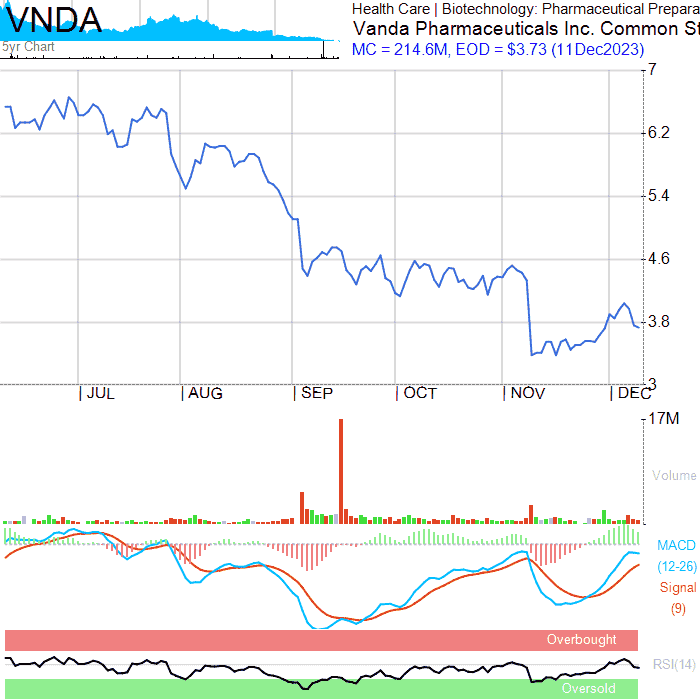 VNDA
5yr Chart
Health Care | Biotechnology: Pharmaceutical Prepara
Vanda Pharmaceuticals Inc. Common St
MC = 214.6M, EOD = $3.73 (11Dec2023)
7
6.2
5.4
4.6
3.8
3
| JUL | AUG | SEP | OCT | NOV | DEC
17M
Volume
MACD
(12-26)
Signal
(9)
Overbought
RSI(14)
Oversold